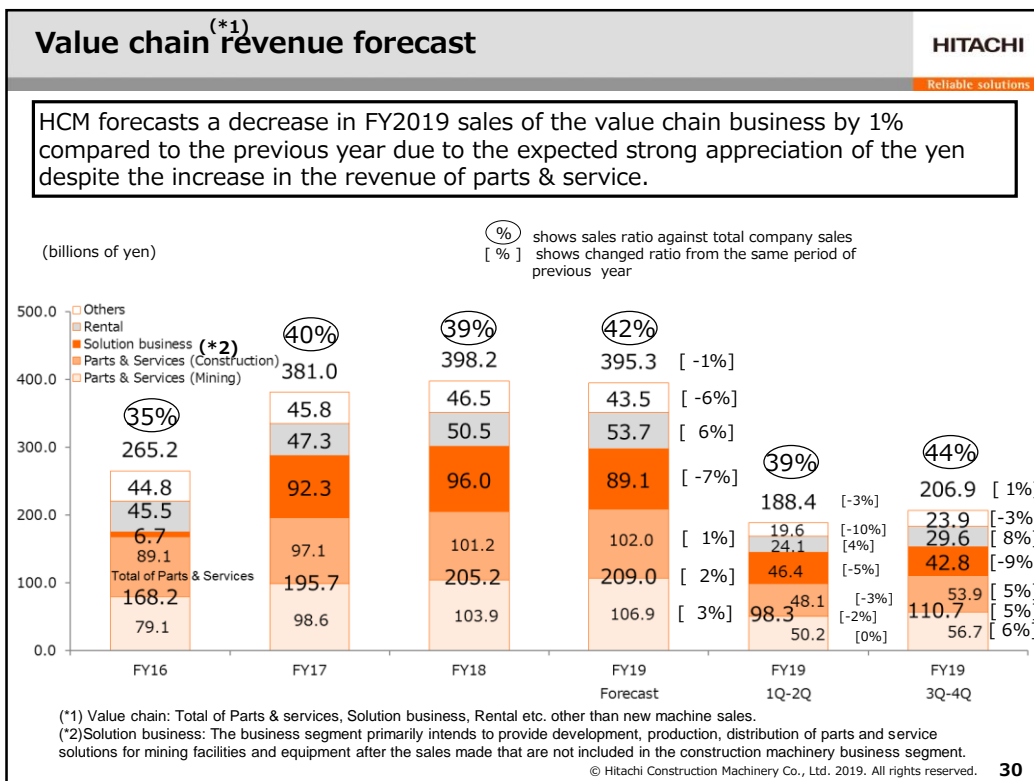 Value chain(*1) revenue forecast
HITACHI
Reliable solutions
HCM forecasts a decrease in FY2019 sales of the value chain business by 1%
compared to the previous year due to the expected strong appreciation of the yen
despite the increase in the revenue of parts & service.
(billions of yen)
% shows sales ratio against total company sales
[ % ] shows changed ratio from the same period of
previous year
500.0
400.0
300.0
200.0
100.0
0.0
Others
Rental
Solution business (*2)
Parts & Services (Construction)
Parts & Services (Mining)
35%
265.2
44.8
45.5
6.7
89.1
Total of Parts & Services
168.2
79.1
40%
381.0
45.8
47.3
92.3
97.1
195.7
98.6
39%
398.2
46.5
50.5
96.0
101.2
205.2
103.9
42%
395.3 [ -1%]
43.5 [ -6%]
53.7 [ 6%]
89.1 [ -7%]
102.0 [ 1%]
209.0 [ 2%]
106.9 [ 3%]
39%
188.4 [-3%]
19.6 [-10%]
24.1 [4%]
46.4 [-5%]
48.1 [-3%]
98.3 [-2%]
50.2 [0%]
44%
206.9 [ 1%]
23.9 [-3%
29.6 [ 8%]
42.8 [-9%]
53.9 [ 5%]
110.7 [ 5%]
56.7 [ 6%]
FY16
FY17
FY18
FY19
Forecast
FY19
1Q-2Q
FY19
3Q-4Q
(*1) Value chain: Total of Parts & services, Solution business, Rental etc. other than new machine sales.
(*2)Solution business: The business segment primarily intends to provide development, production, distribution of parts and service
solutions for mining facilities and equipment after the sales made that are not included in the construction machinery business segment.
© Hitachi Construction Machinery Co., Ltd. 2019. All rights reserved. 30